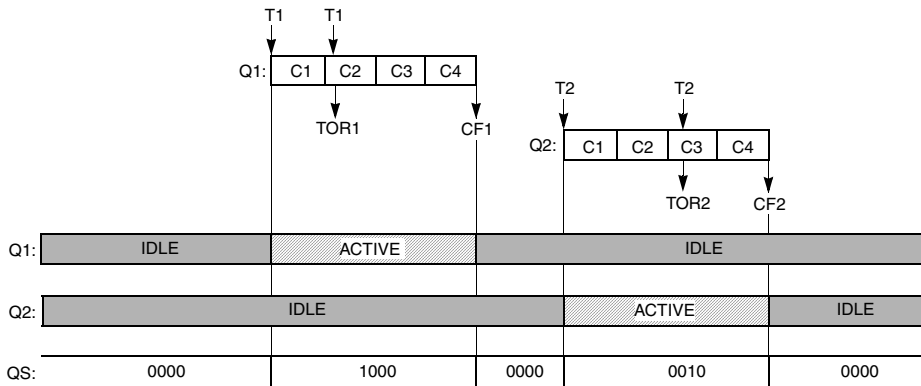 T1 T1
Q1: C1 C2 C3 C4
TOR1 CF1
T2 T2
Q2: C1 C2 C3 C4
TOR2 CF2
Q1: IDLE ACTIVE IDLE
Q2: IDLE ACTIVE IDLE
QS: 0000 1000 0000 0010 0000